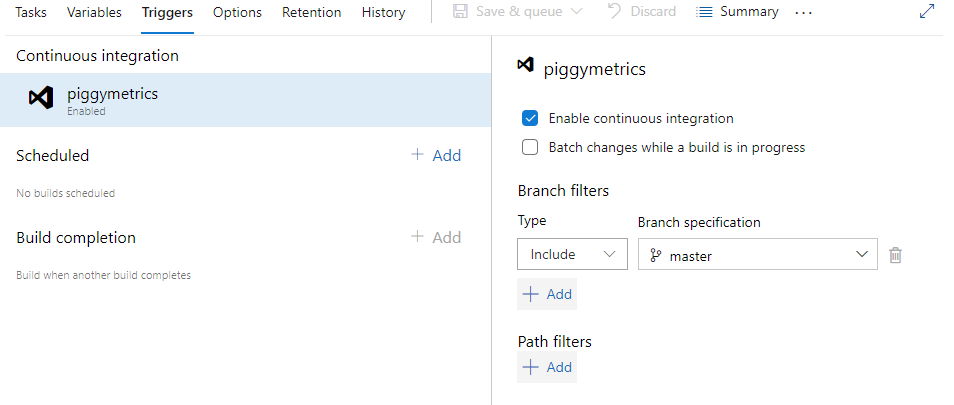 Tasks Variables Triggers Options Retention History Save & queue Discard Summary ...
Continuous integration
piggymetrics
Enabled
Scheduled + Add
No builds scheduled
Build completion + Add
Build when another build completes
piggymetrics
Enable continuous integration
Batch changes while a build is in progress
Branch filters
Type Branch specification
Include master
+ Add
Path filters
+ Add